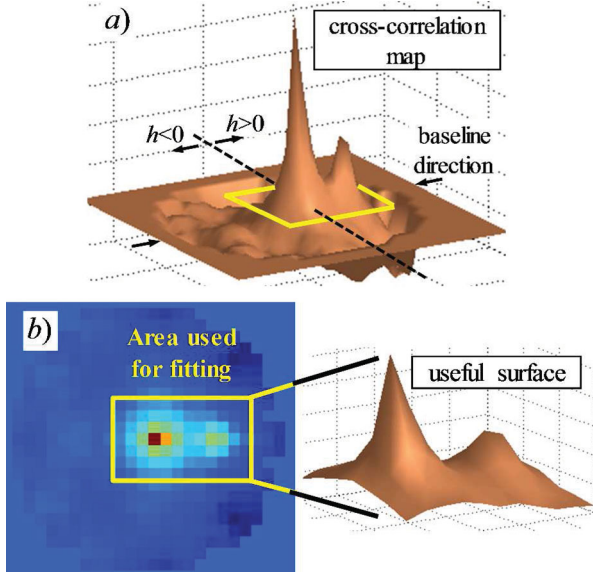 a)
cross-correlation
map
h<0
h>0
baseline
direction
b)
Area used
for fitting
useful surface